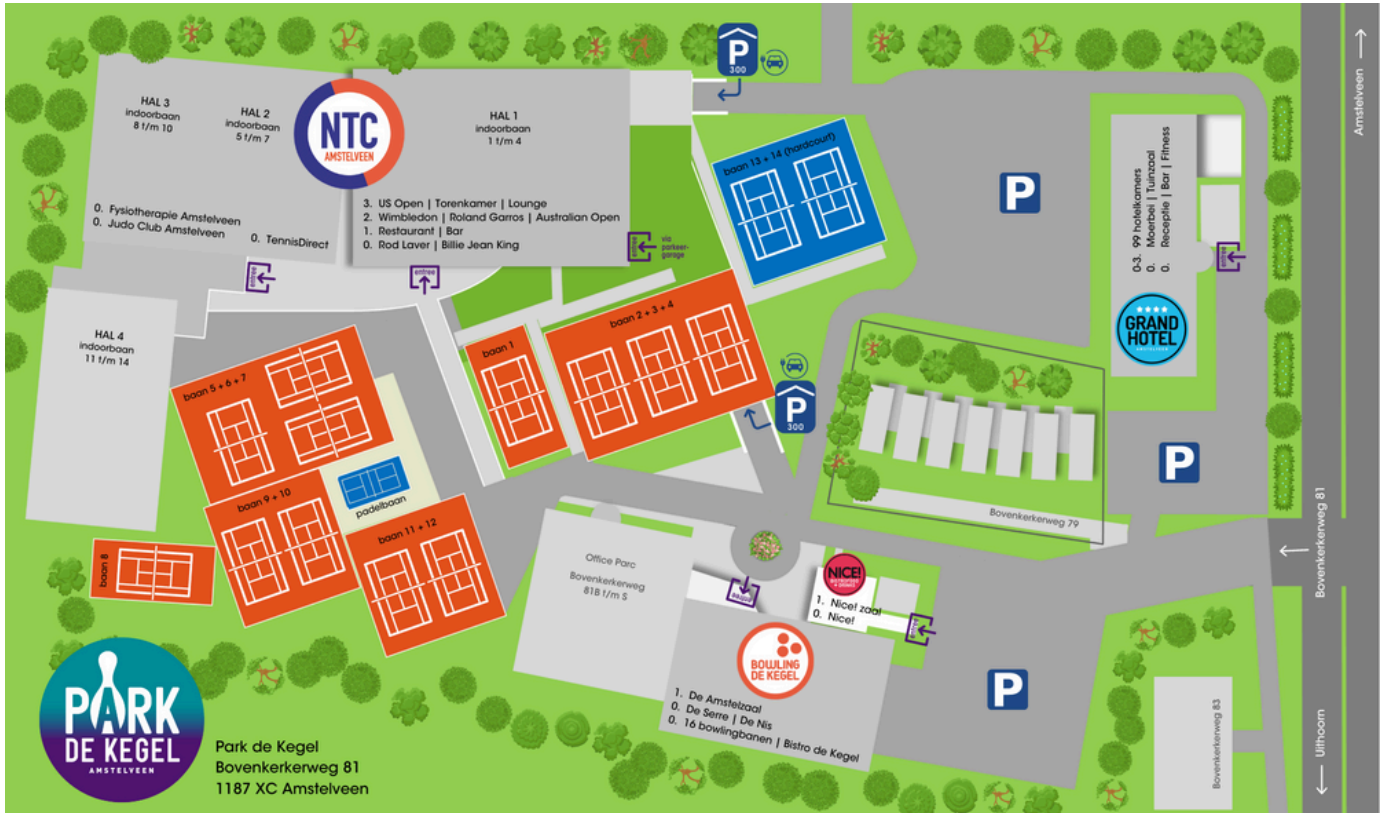 HAL 3
indoorbaan
8 t/m 10
HAL 2
indoorbaan
5 t/m 7
NTC
AMSTELVEEN
HAL 1
indoorbaan
1 t/m 4
0. Fysiotherapie Amstelveen
0. Judo Club Amstelveen
0. TennisDirect
3. US Open | Torenkamer | Lounge
2. Wimbledon | Roland Garros | Australian Open
1. Restaurant | Bar
0. Rod Laver | Billie Jean King
entree
entree
entree
via
parkeer-
garage
P
300
baan 13 + 14 (hardcourt)
P
0-3. 99 hotelkamers
0. Moerbei | Tuinzaal
0. Receptie | Bar | Fitness
entree
GRAND
HOTEL
AMSTELVEEN
Amstelveen
HAL 4
indoorbaan
11 t/m 14
baan 5 + 6 + 7
baan 1
baan 2 + 3 + 4
P
300
P
padelbaan
baan 9 + 10
baan 11 + 12
baan 8
Bovenkerkerweg 79
Bovenkerkerweg 81
Office Parc
Bovenkerkerweg
81B t/m S
entree
NICE!
1. Nice! zaal
0. Nice!
entree
BOWLING
DE KEGEL
1. De Amstelzaal
0. De Serre | De Nis
0. 16 bowlingbanen | Bistro de Kegel
P
Bovenkerkerweg 83
Uithoorn
PARK
DE KEGEL
AMSTELVEEN
Park de Kegel
Bovenkerkerweg 81
1187 XC Amstelveen